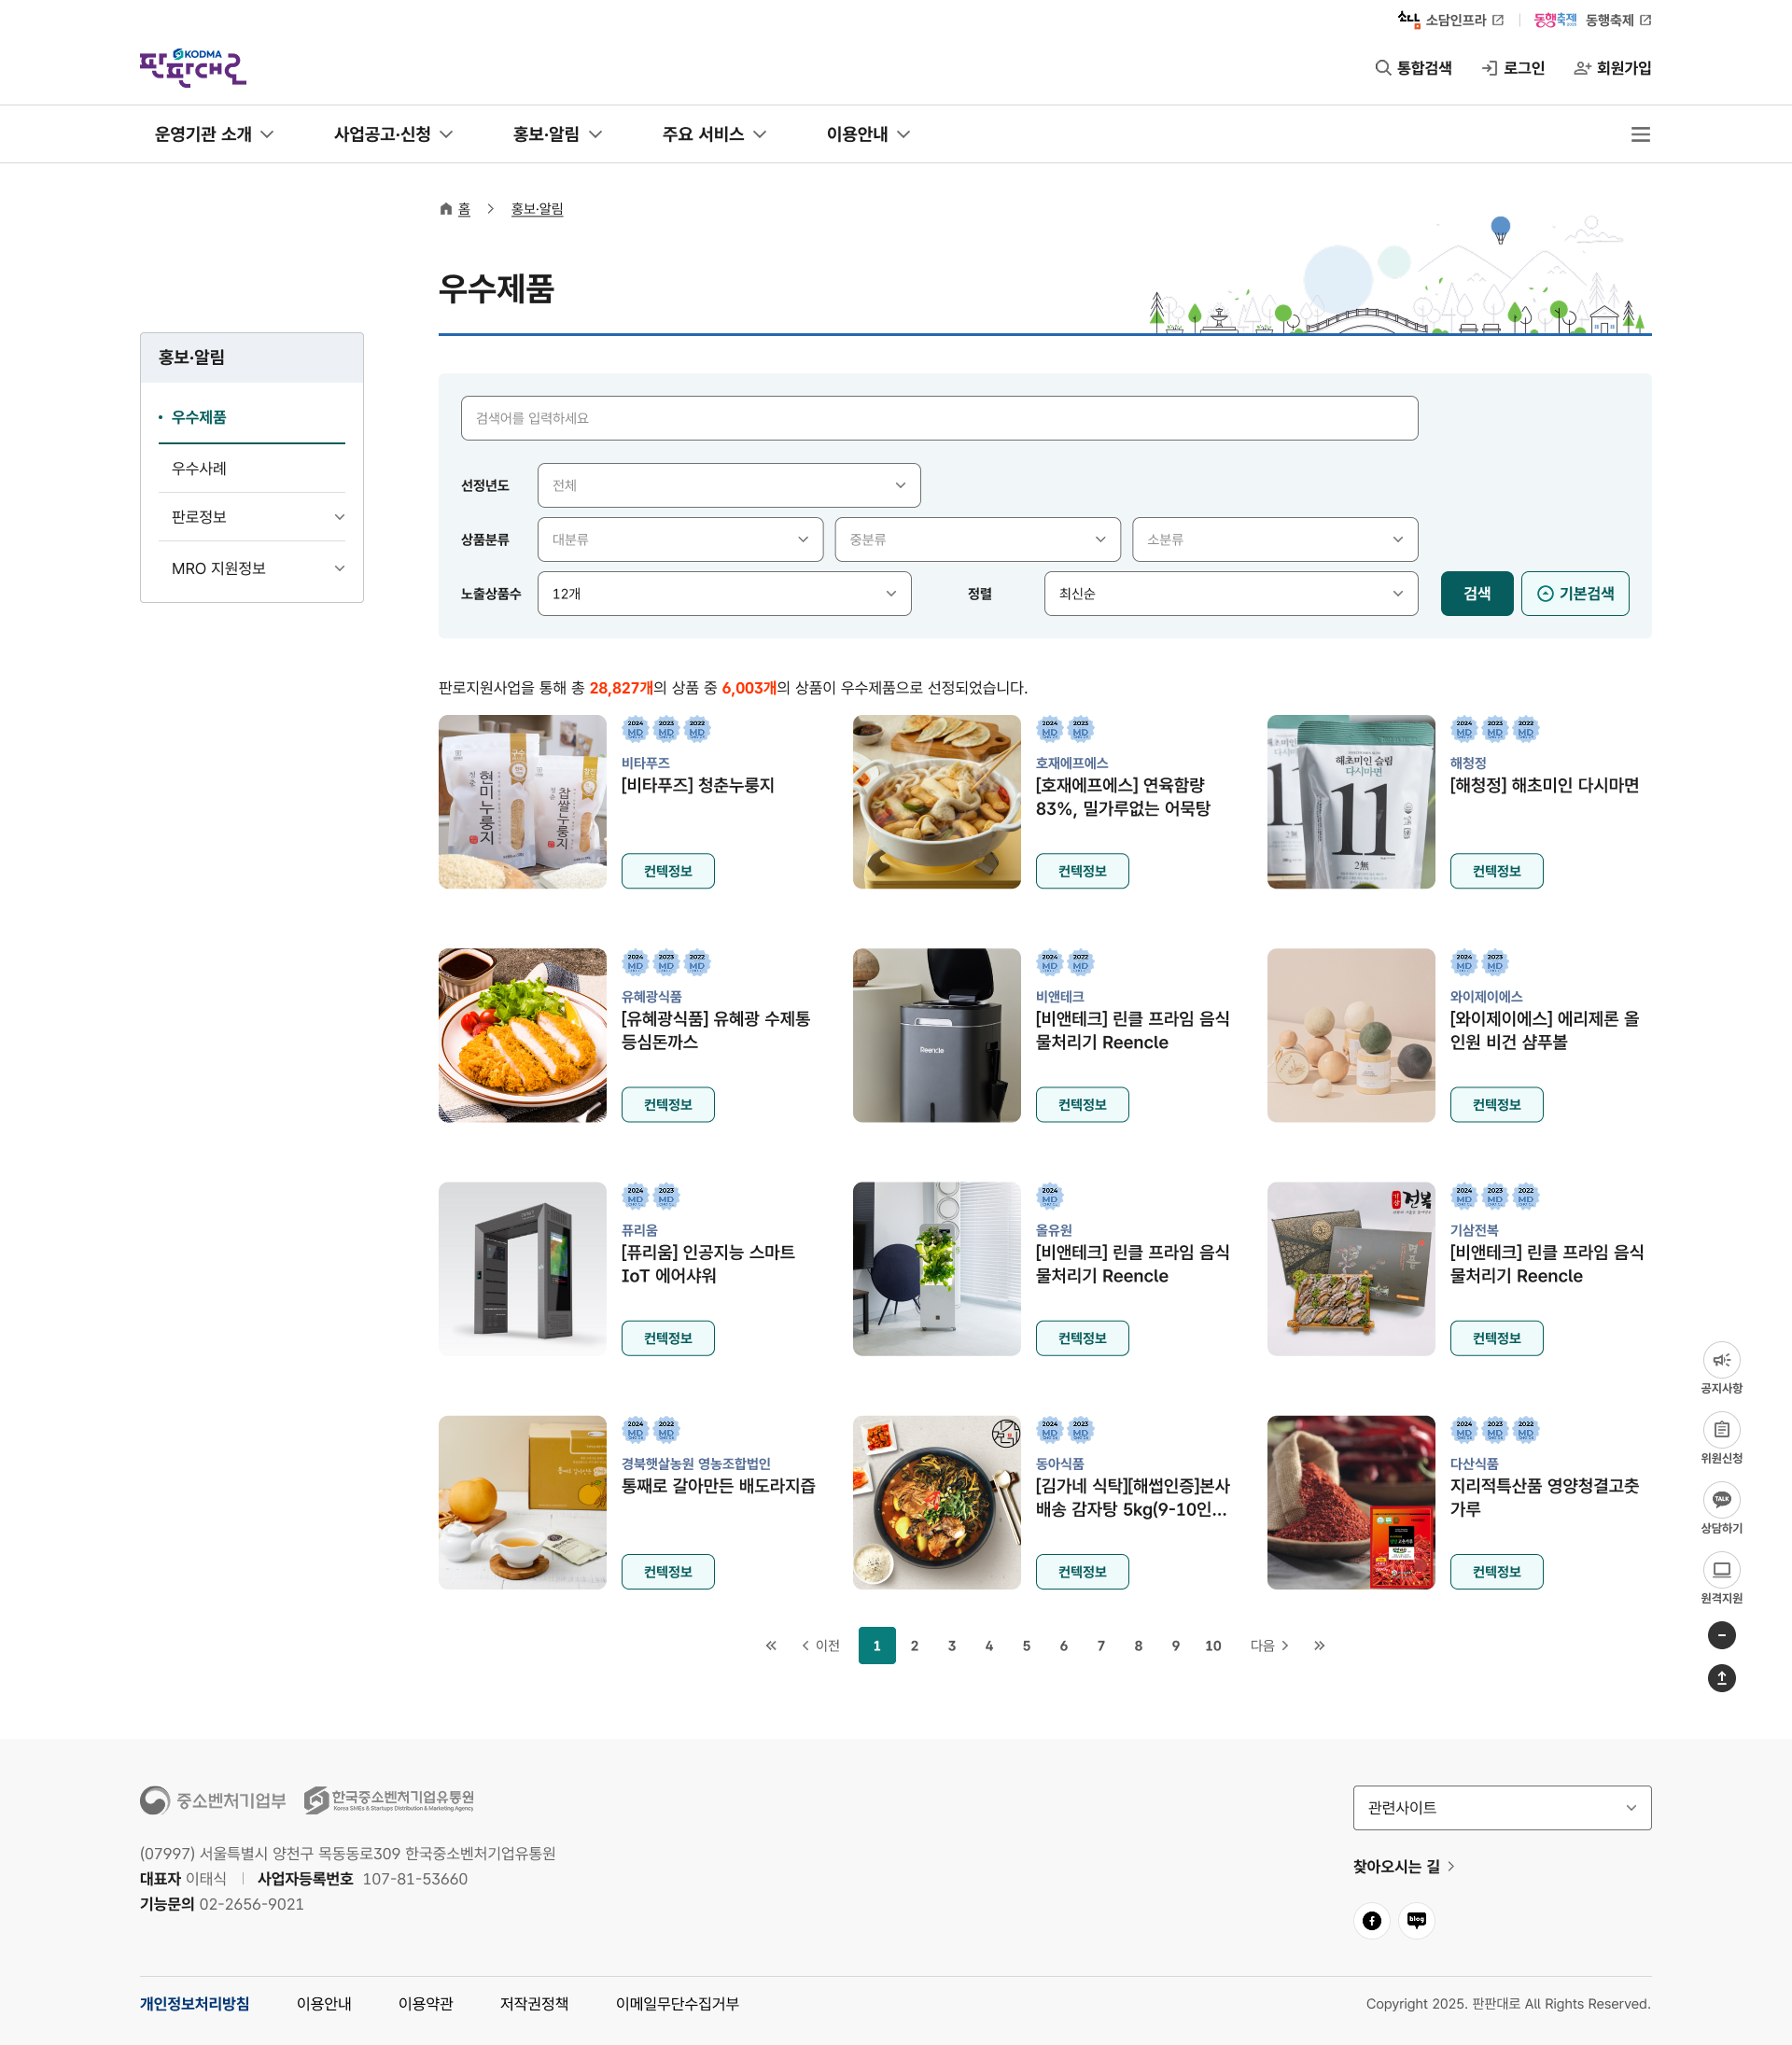 소담 소담인프라
동행축제 동행축제
KODMA
판판대로
통합검색
로그인
회원가입
운영기관 소개
사업공고·신청
홍보·알림
주요 서비스
이용안내
홈
홍보·알림
우수제품
홍보·알림
우수제품
우수사례
판로정보
MRO 지원정보
검색어를 입력하세요
선정년도
전체
상품분류
대분류
중분류
소분류
노출상품수
12개
정렬
최신순
검색
기본검색
판로지원사업을 통해 총 28,827개의 상품 중 6,003개의 상품이 우수제품으로 선정되었습니다.
현미누룽지
찹쌀누룽지
2024 MD
2023 MD
2022 MD
비타푸즈
[비타푸즈] 청춘누룽지
컨텍정보
2024 MD
2023 MD
호재에프에스
[호재에프에스] 연육함량
83%, 밀가루없는 어묵탕
컨텍정보
해초미인 슬림
다시마면
11
2無
2024 MD
2023 MD
2022 MD
해청정
[해청정] 해초미인 다시마면
컨텍정보
2024 MD
2023 MD
2022 MD
유혜광식품
[유혜광식품] 유혜광 수제통
등심돈까스
컨텍정보
Reencle
2024 MD
2022 MD
비앤테크
[비앤테크] 린클 프라임 음식
물처리기 Reencle
컨텍정보
2024 MD
2023 MD
와이제이에스
[와이제이에스] 에리제론 올
인원 비건 샴푸볼
컨텍정보
2024 MD
2023 MD
퓨리움
[퓨리움] 인공지능 스마트
IoT 에어샤워
컨텍정보
2024 MD
올유원
[비앤테크] 린클 프라임 음식
물처리기 Reencle
컨텍정보
기삼 전복
2024 MD
2023 MD
2022 MD
기삼전복
[비앤테크] 린클 프라임 음식
물처리기 Reencle
컨텍정보
2024 MD
2022 MD
경북햇살농원 영농조합법인
통째로 갈아만든 배도라지즙
컨텍정보
2024 MD
2023 MD
동아식품
[김가네 식탁][해썹인증]본사
배송 감자탕 5kg(9-10인...
컨텍정보
2024 MD
2023 MD
2022 MD
다산식품
지리적특산품 영양청결고춧
가루
컨텍정보
공지사항
위원신청
TALK
상담하기
원격지원
이전
1
2
3
4
5
6
7
8
9
10
다음
중소벤처기업부
한국중소벤처기업유통원
Korea SMEs & Startups Distribution & Marketing Agency
(07997) 서울특별시 양천구 목동동로309 한국중소벤처기업유통원
대표자 이태식
사업자등록번호 107-81-53660
기능문의 02-2656-9021
관련사이트
찾아오시는 길
blog
개인정보처리방침
이용안내
이용약관
저작권정책
이메일무단수집거부
Copyright 2025. 판판대로 All Rights Reserved.